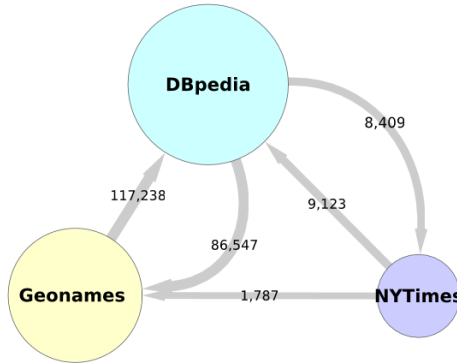 DBpedia
8,409
117,238
9,123
86,547
Geonames
1,787
NYTimes